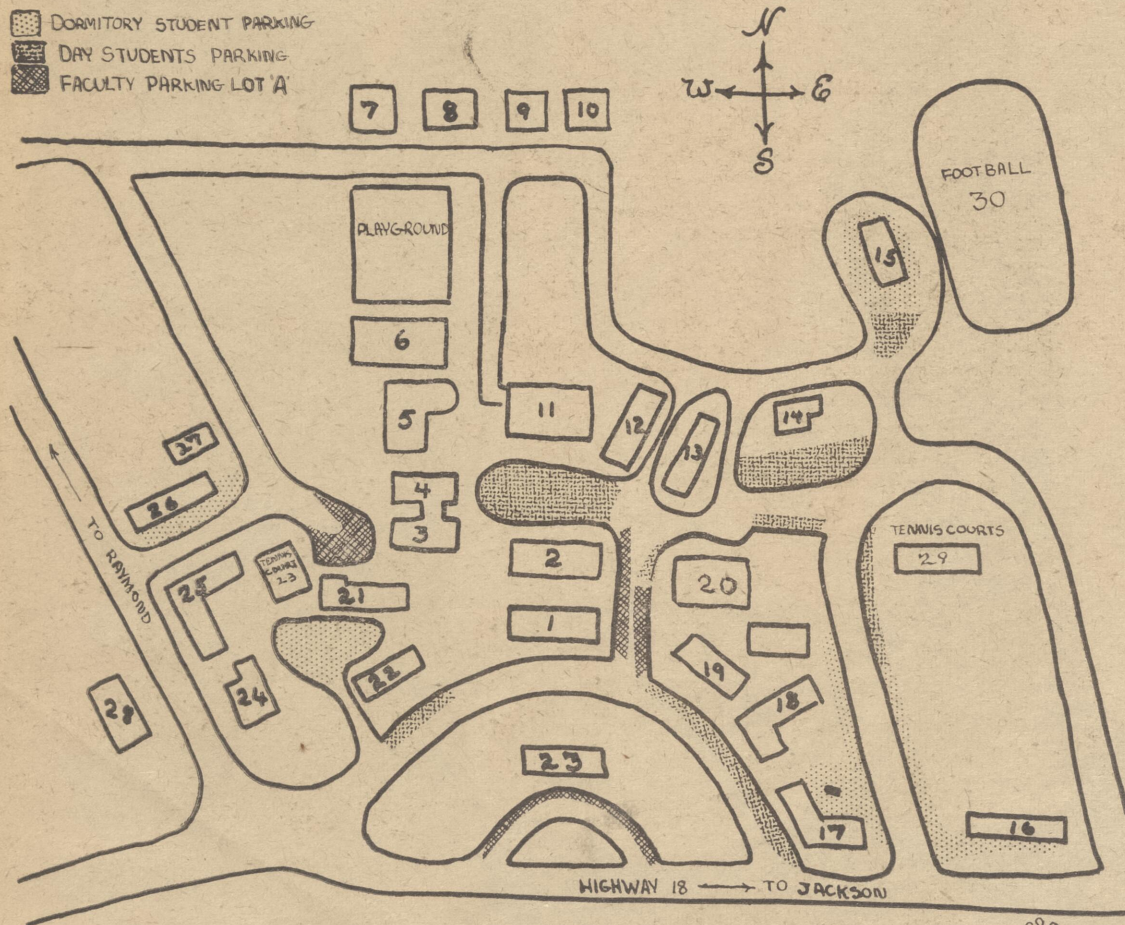 DORMITORY STUDENT PARKING
DAY STUDENTS PARKING
FACULTY PARKING LOT 'A'
N
W
E
S
7
8
9
10
FOOTBALL
30
PLAYGROUND
15
6
5
11
12
13
14
27
26
4
3
TO RAYMOND
2
TENNIS COURTS
29
25
TENNIS
COURT
23
21
20
1
19
22
24
28
18
23
17
16
HIGHWAY 18 → TO JACKSON